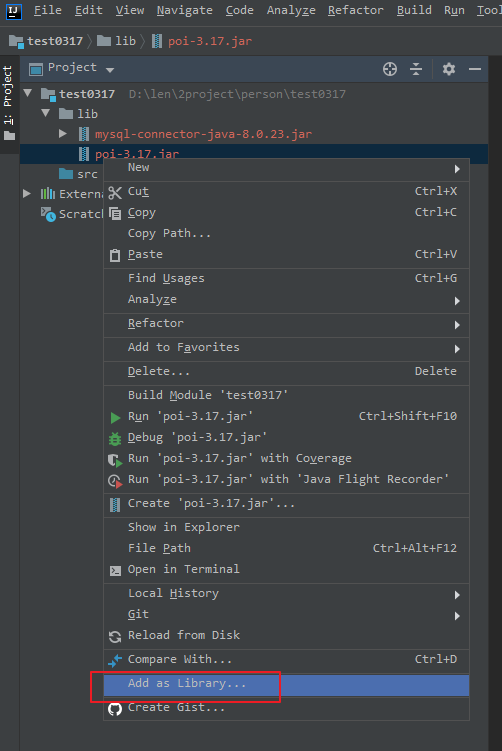 IJ File Edit View Navigate Code Analyze Refactor Build Run Tool
test0317 lib poi-3.17.jar
1: Project
Project
test0317 D:\len\2project\person\test0317
lib
mysql-connector-java-8.0.23.jar
poi-3.17.jar
src
Externa
Scratch
New
Cut Ctrl+X
Copy Ctrl+C
Copy Path...
Paste Ctrl+V
Find Usages Ctrl+G
Analyze
Refactor
Add to Favorites
Delete... Delete
Build Module 'test0317'
Run 'poi-3.17.jar' Ctrl+Shift+F10
Debug 'poi-3.17.jar'
Run 'poi-3.17.jar' with Coverage
Run 'poi-3.17.jar' with 'Java Flight Recorder'
Create 'poi-3.17.jar'...
Show in Explorer
File Path Ctrl+Alt+F12
Open in Terminal
Local History
Git
Reload from Disk
Compare With... Ctrl+D
Add as Library...
Create Gist...